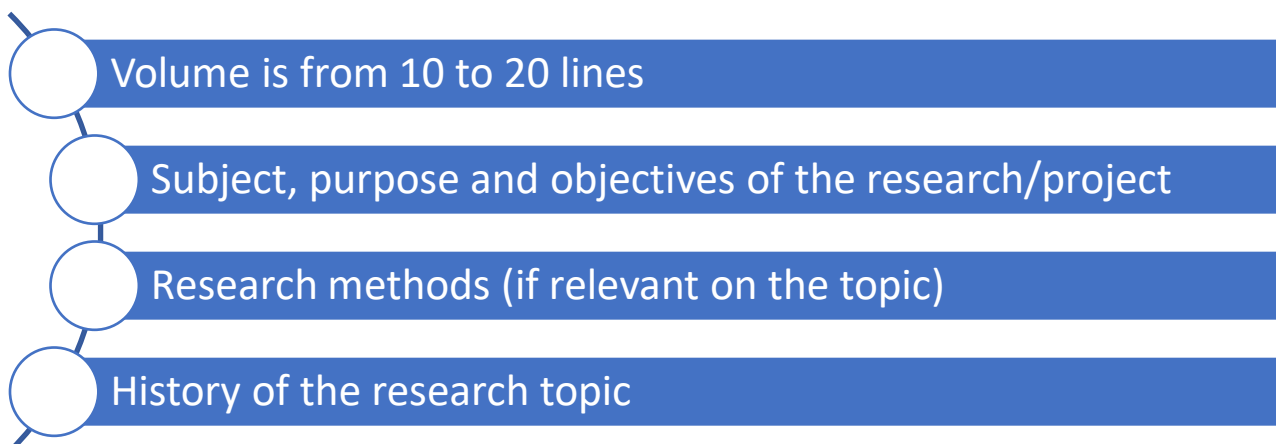 Volume is from 10 to 20 lines
Subject, purpose and objectives of the research/project
Research methods (if relevant on the topic)
History of the research topic